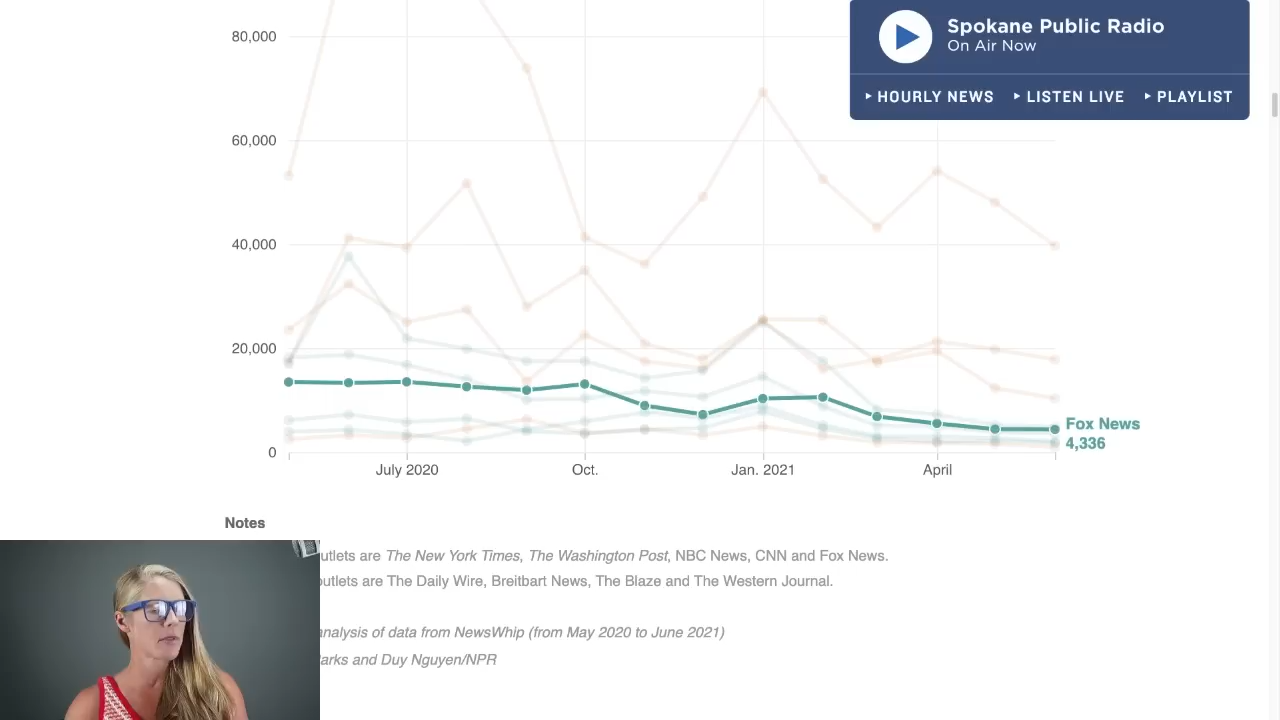 80,000
60,000
40,000
20,000
0
July 2020
Oct.
Jan. 2021
April
Fox News
4,336
Spokane Public Radio
On Air Now
HOURLY NEWS
LISTEN LIVE
PLAYLIST
Notes
outlets are The New York Times, The Washington Post, NBC News, CNN and Fox News.
outlets are The Daily Wire, Breitbart News, The Blaze and The Western Journal.
analysis of data from NewsWhip (from May 2020 to June 2021)
and Duy Nguyen/NPR